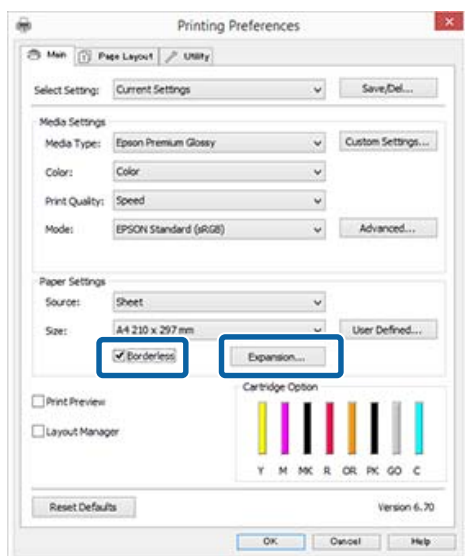 Printing Preferences
Main Page Layout Utility
Select Setting: Current Settings Save/Del...
Media Settings
Media Type: Epson Premium Glossy Custom Settings...
Color: Color
Print Quality: Speed
Mode: EPSON Standard (sRGB) Advanced...
Paper Settings
Source: Sheet
Size: A4 210 x 297 mm User Defined...
Borderless Expansion...
Cartridge Option
Print Preview
Layout Manager
Y M MK R OR PK GO C
Reset Defaults Version 6.70
OK Cancel Help